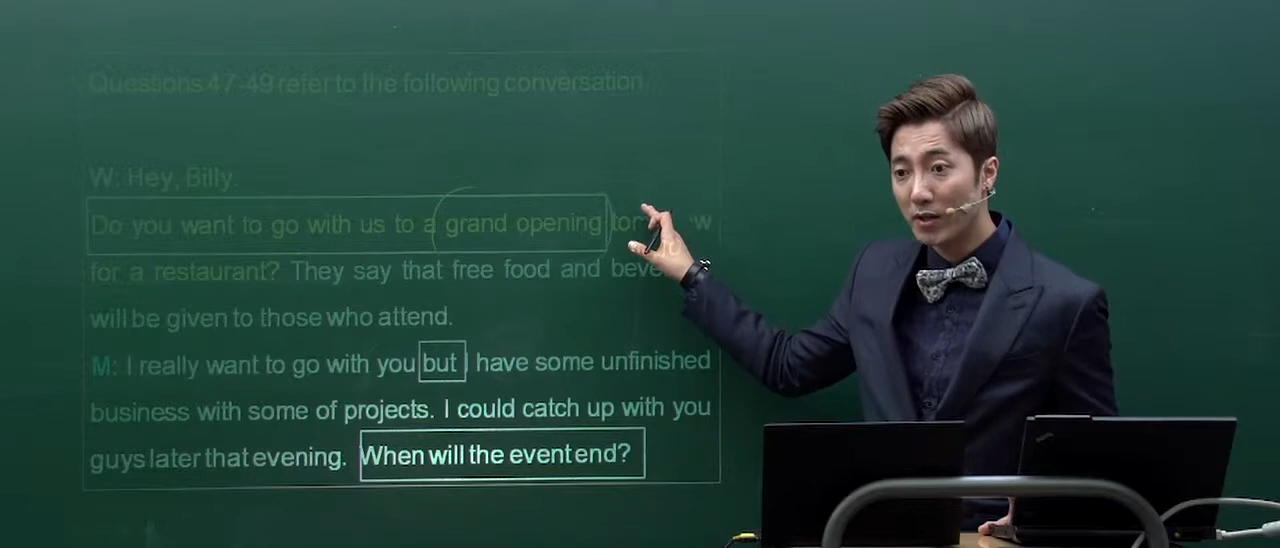 Questions 47-49 refer to the following conversation.
W: Hey, Billy.
Do you want to go with us to a grand opening
for a restaurant? They say that free food and
will be given to those who attend.
M: I really want to go with you but I have some unfinished
business with some of projects. I could catch up with you
guys later that evening. When will the event end?